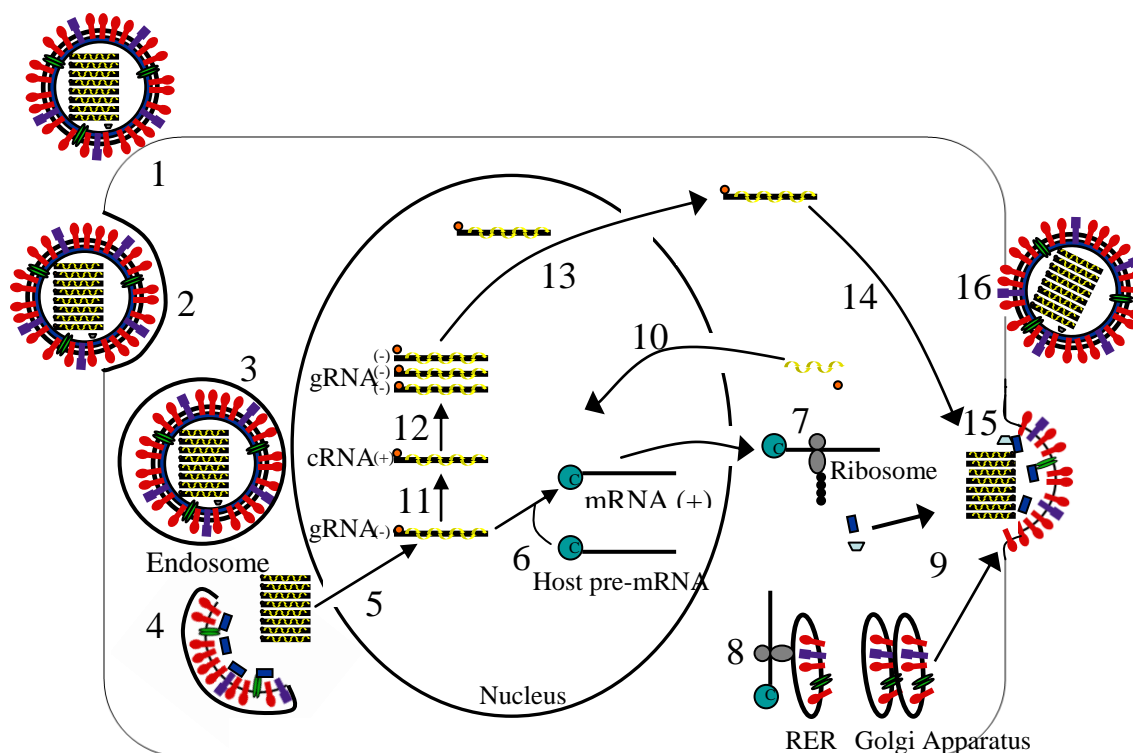 1
2
3
Endosome
4
5
gRNA(-)
11
cRNA(+)
12
(-)
gRNA(-)
(-)
13
14
10
6
C
mRNA (+)
C
Host pre-mRNA
Nucleus
7
C
Ribosome
8
C
RER
Golgi Apparatus
9
15
16